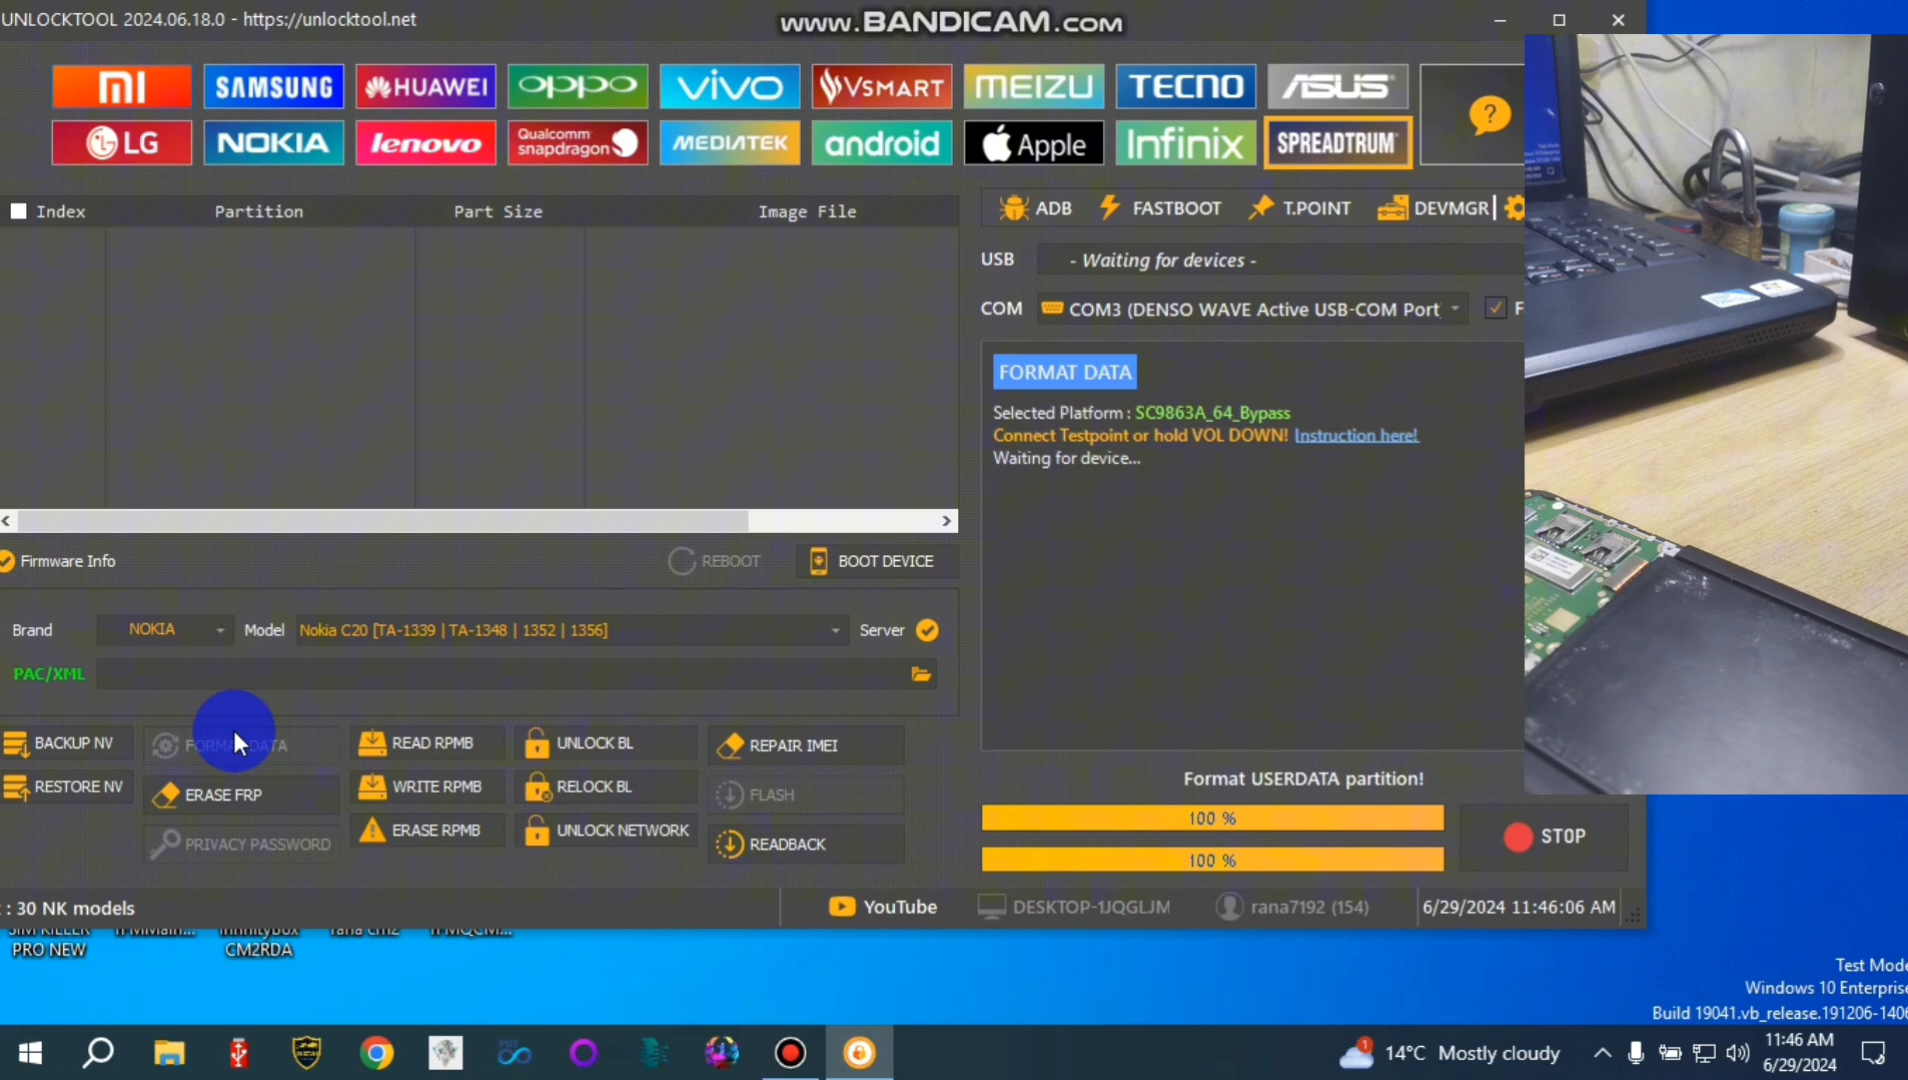 UNLOCKTOOL 2024.06.18.0 - https://unlocktool.net
www.BANDICAM.com
mi SAMSUNG HUAWEI oppo vivo VSMART MEIZU TECNO ASUS
LG NOKIA lenovo Qualcomm snapdragon MEDIATEK android Apple Infinix SPREADTRUM
?
Index Partition Part Size Image File
ADB FASTBOOT T.POINT DEVMGR
USB - Waiting for devices -
COM COM3 (DENSO WAVE Active USB-COM Port F
FORMAT DATA
Selected Platform : SC9863A_64_Bypass
Connect Testpoint or hold VOL DOWN! Instruction here!
Waiting for device...
Firmware Info REBOOT BOOT DEVICE
Brand NOKIA Model Nokia C20 [TA-1339 | TA-1348 | 1352 | 1356] Server
PAC/XML
BACKUP NV FORMAT DATA READ RPMB UNLOCK BL REPAIR IMEI
RESTORE NV ERASE FRP WRITE RPMB RELOCK BL FLASH
PRIVACY PASSWORD ERASE RPMB UNLOCK NETWORK READBACK
Format USERDATA partition!
100 %
100 %
STOP
: 30 NK models YouTube DESKTOP-1JQGLJM rana7192 (154) 6/29/2024 11:46:06 AM
PRO NEW CM2RDA
Test Mode
Windows 10 Enterprise
Build 19041.vb_release.191206-1406
14°C Mostly cloudy
11:46 AM
6/29/2024